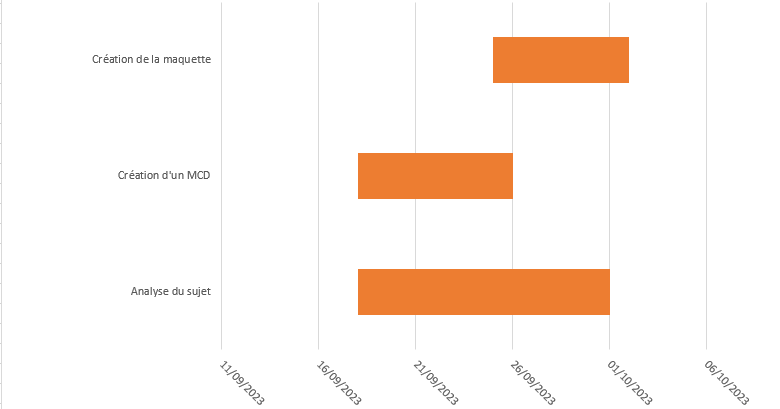 Création de la maquette
Création d'un MCD
Analyse du sujet
11/09/2023
16/09/2023
21/09/2023
26/09/2023
01/10/2023
06/10/2023